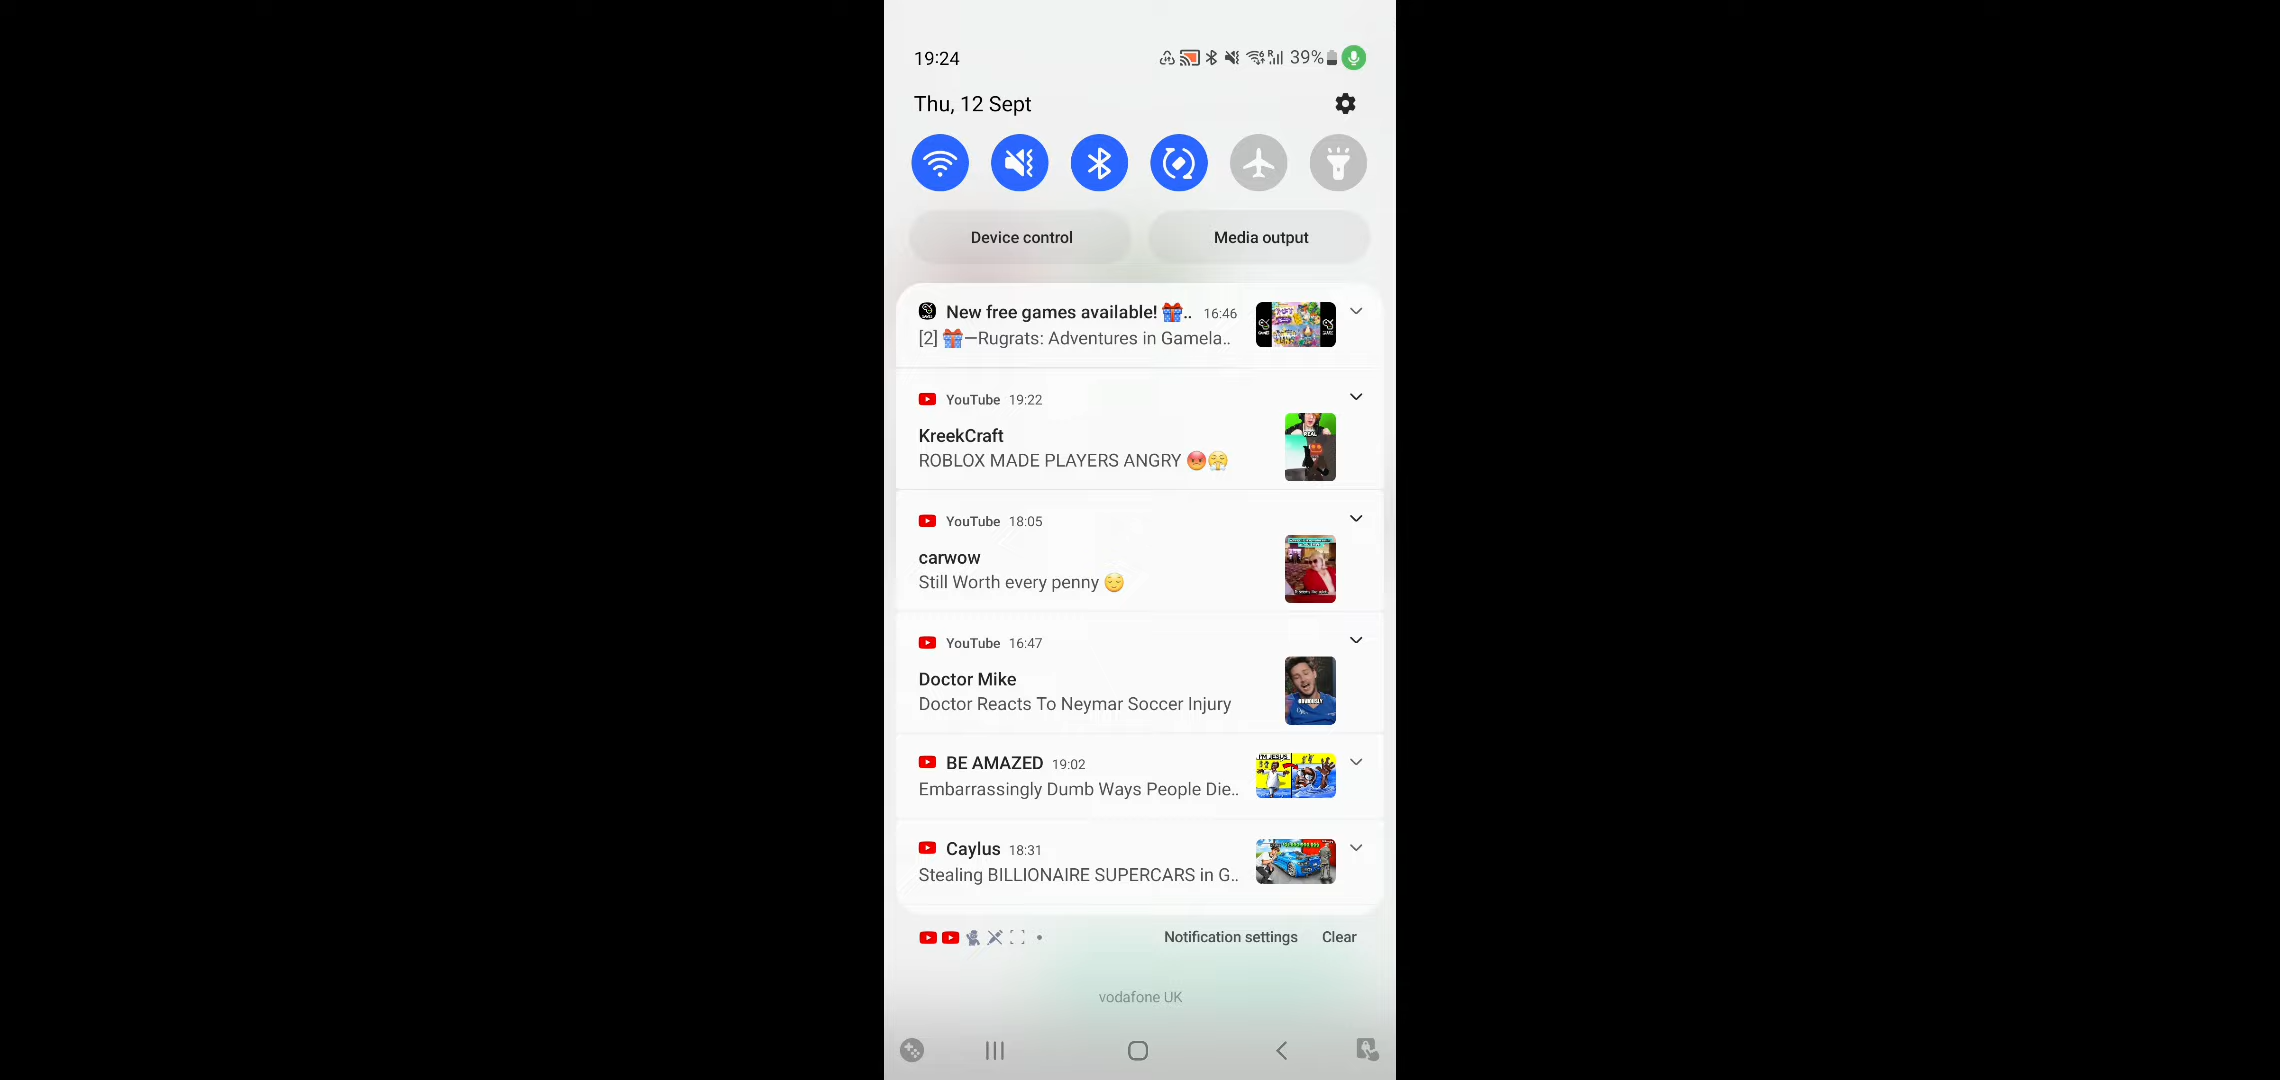 19:24
39%
Thu, 12 Sept
Device control
Media output
New free games available! 🎁.. 16:46
[2] 🎁—Rugrats: Adventures in Gamela..
YouTube 19:22
KreekCraft
ROBLOX MADE PLAYERS ANGRY 😡😤
REAL
YouTube 18:05
carwow
Still Worth every penny 😌
YouTube 16:47
Doctor Mike
Doctor Reacts To Neymar Soccer Injury
OBVIOUSLY
BE AMAZED 19:02
Embarrassingly Dumb Ways People Die..
I'M JESUS
Caylus 18:31
Stealing BILLIONAIRE SUPERCARS in G..
Notification settings
Clear
vodafone UK